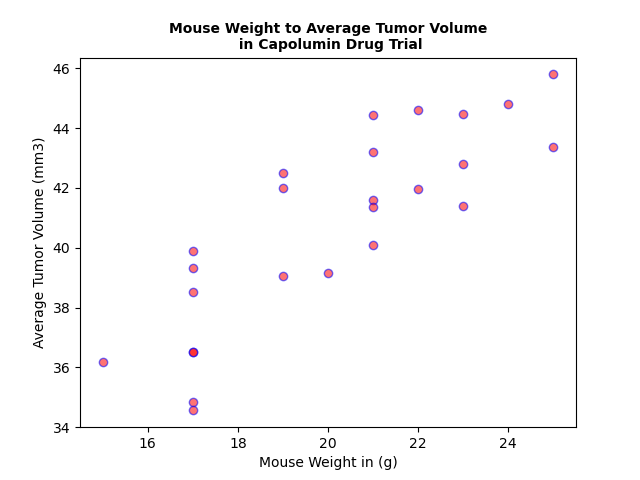 Mouse Weight to Average Tumor Volume
in Capolumin Drug Trial
46
44
42
40
38
36
34
Average Tumor Volume (mm3)
16 18 20 22 24
Mouse Weight in (g)